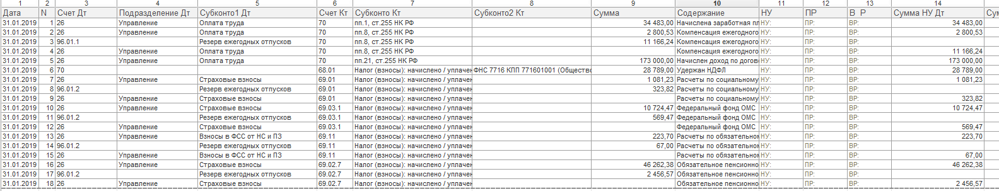 1 2 3 4 5 6 7 8 9 10 11 12 13 14
Дата N Счет Дт Подразделение Дт Субконто1 Дт Счет Кт Субконто Кт Субконто2 Кт Сумма Содержание НУ ПР В Р Сумма НУ Дт Сум
31.01.2019 1 26 Управление Оплата труда 70 пп.1, ст.255 НК РФ 34 483,00 Начислена заработная пл НУ: ПР: ВР: 34 483,00
31.01.2019 2 26 Управление Оплата труда 70 пп.8, ст.255 НК РФ 2 800,53 Компенсация ежегодного НУ: ПР: ВР: 2 800,53
31.01.2019 3 96.01.1 Резерв ежегодных отпусков 70 пп.8, ст.255 НК РФ 11 166,24 Компенсация ежегодного НУ: ПР: ВР:
31.01.2019 4 26 Управление Оплата труда 70 пп.8, ст.255 НК РФ Компенсация ежегодного НУ: ПР: ВР: 11 166,24
31.01.2019 5 26 Управление Оплата труда 70 пп.21, ст.255 НК РФ 173 000,00 Начислен доход по догов НУ: ПР: ВР: 173 000,00
31.01.2019 6 70 68.01 Налог (взносы): начислено / уплачен ФНС 7716 КПП 771601001 (Общество 28 789,00 Удержан НДФЛ НУ: ПР: ВР: 28 789,00
31.01.2019 7 26 Управление Страховые взносы 69.01 Налог (взносы): начислено / уплачен 1 081,23 Расчеты по социальному НУ: ПР: ВР: 1 081,23
31.01.2019 8 96.01.2 Резерв ежегодных отпусков 69.01 Налог (взносы): начислено / уплачен 323,82 Расчеты по социальному НУ: ПР: ВР:
31.01.2019 9 26 Управление Страховые взносы 69.01 Налог (взносы): начислено / уплачен Расчеты по социальному НУ: ПР: ВР: 323,82
31.01.2019 10 26 Управление Страховые взносы 69.03.1 Налог (взносы): начислено / уплачен 10 724,47 Федеральный фонд ОМС НУ: ПР: ВР: 10 724,47
31.01.2019 11 96.01.2 Резерв ежегодных отпусков 69.03.1 Налог (взносы): начислено / уплачен 569,47 Федеральный фонд ОМС НУ: ПР: ВР:
31.01.2019 12 26 Управление Страховые взносы 69.03.1 Налог (взносы): начислено / уплачен Федеральный фонд ОМС НУ: ПР: ВР: 569,47
31.01.2019 13 26 Управление Взносы в ФСС от НС и ПЗ 69.11 Налог (взносы): начислено / уплачен 223,70 Расчеты по обязательном НУ: ПР: ВР: 223,70
31.01.2019 14 96.01.2 Резерв ежегодных отпусков 69.11 Налог (взносы): начислено / уплачен 67,00 Расчеты по обязательном НУ: ПР: ВР:
31.01.2019 15 26 Управление Взносы в ФСС от НС и ПЗ 69.11 Налог (взносы): начислено / уплачен Расчеты по обязательном НУ: ПР: ВР: 67,00
31.01.2019 16 26 Управление Страховые взносы 69.02.7 Налог (взносы): начислено / уплачен 46 262,38 Обязательное пенсионно НУ: ПР: ВР: 46 262,38
31.01.2019 17 96.01.2 Резерв ежегодных отпусков 69.02.7 Налог (взносы): начислено / уплачен 2 456,57 Обязательное пенсионно НУ: ПР: ВР:
31.01.2019 18 26 Управление Страховые взносы 69.02.7 Налог (взносы): начислено / уплачен Обязательное пенсионно НУ: ПР: ВР: 2 456,57